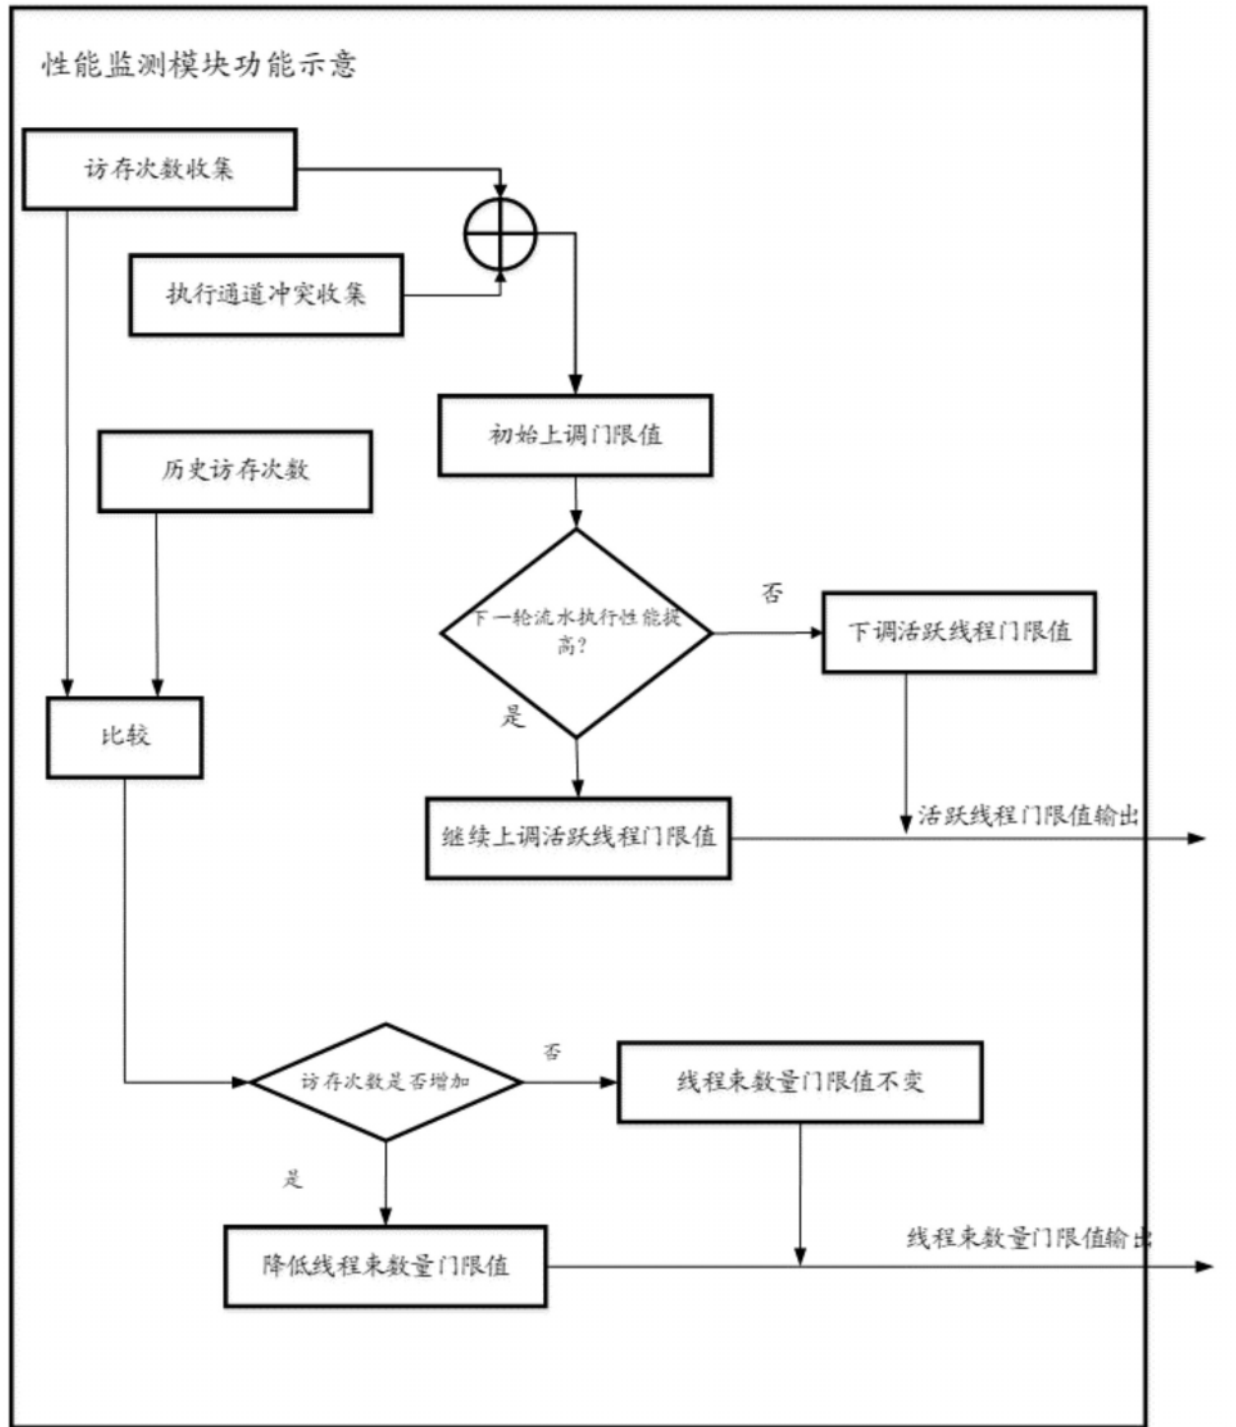 性能监测模块功能示意
访存次数收集
执行通道冲突收集
初始上调门限值
历史访存次数
下一轮流水执行性能提
高?
否
下调活跃线程门限值
是
比较
继续上调活跃线程门限值
活跃线程门限值输出
访存次数是否增加
否
线程束数量门限值不变
是
降低线程束数量门限值
线程束数量门限值输出